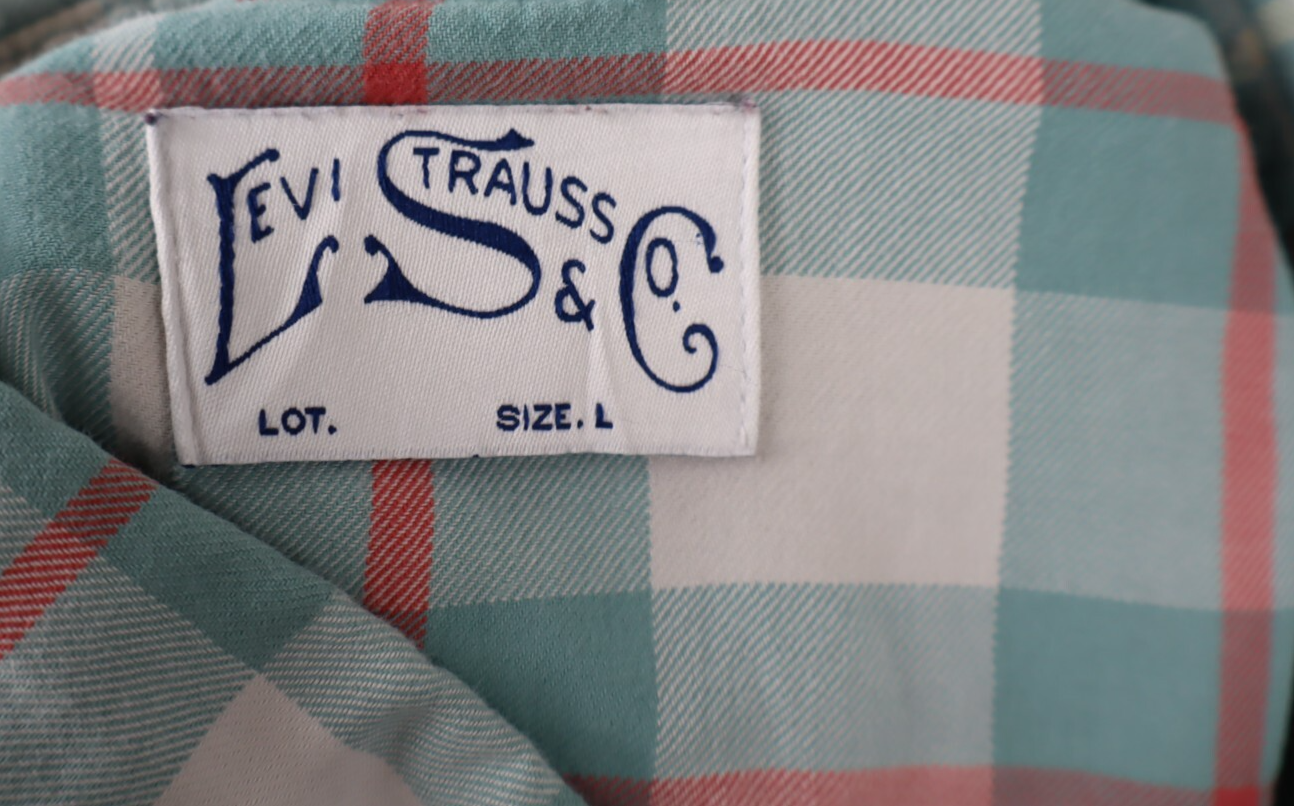 LEVI STRAUSS & CO.
LOT. SIZE. L